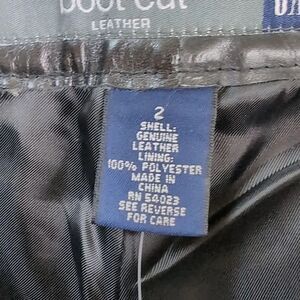 boot cut
LEATHER
2
SHELL:
GENUINE
LEATHER
LINING:
100% POLYESTER
MADE IN
CHINA
RN 54023
SEE REVERSE
FOR CARE